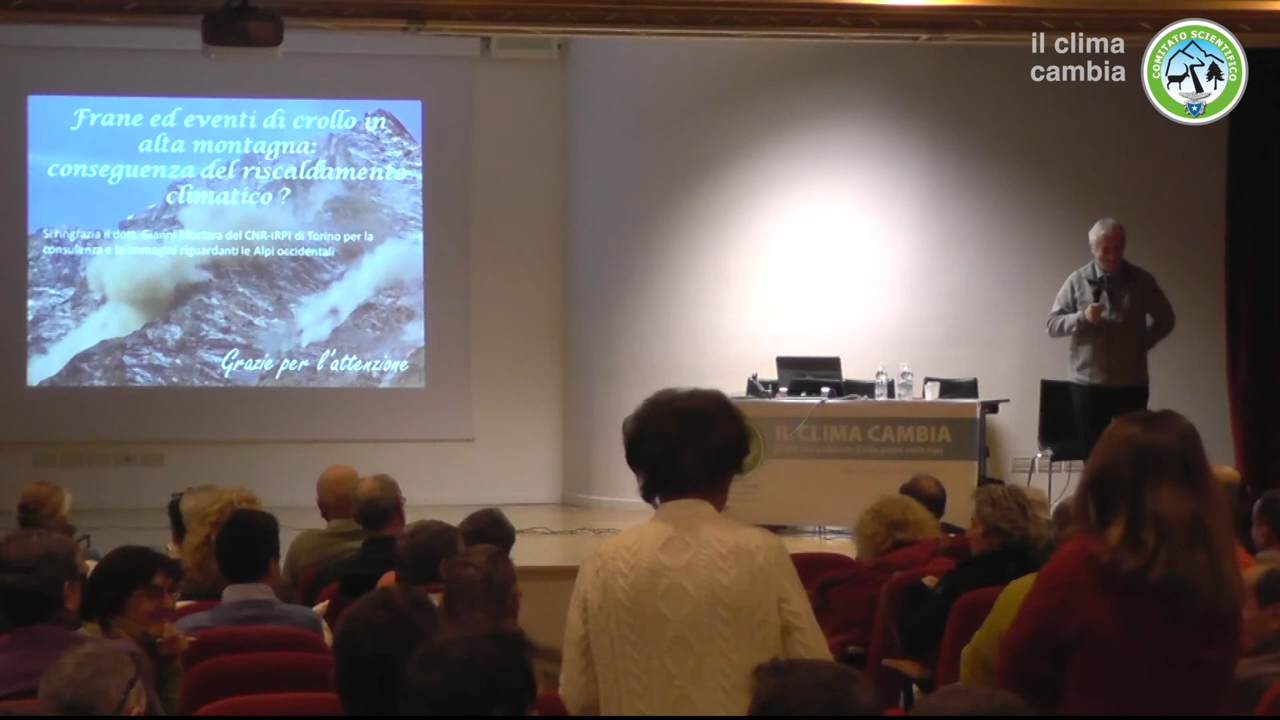 il clima
cambia
COMITATO SCIENTIFICO
Frane ed eventi di crollo in
alta montagna:
conseguenza del riscaldamento
climatico ?
Si ringrazia il dott. Gianni Mortara del CNR-IRPI di Torino per la
consulenza e le immagini riguardanti le Alpi occidentali
Grazie per l'attenzione
IL CLIMA CAMBIA